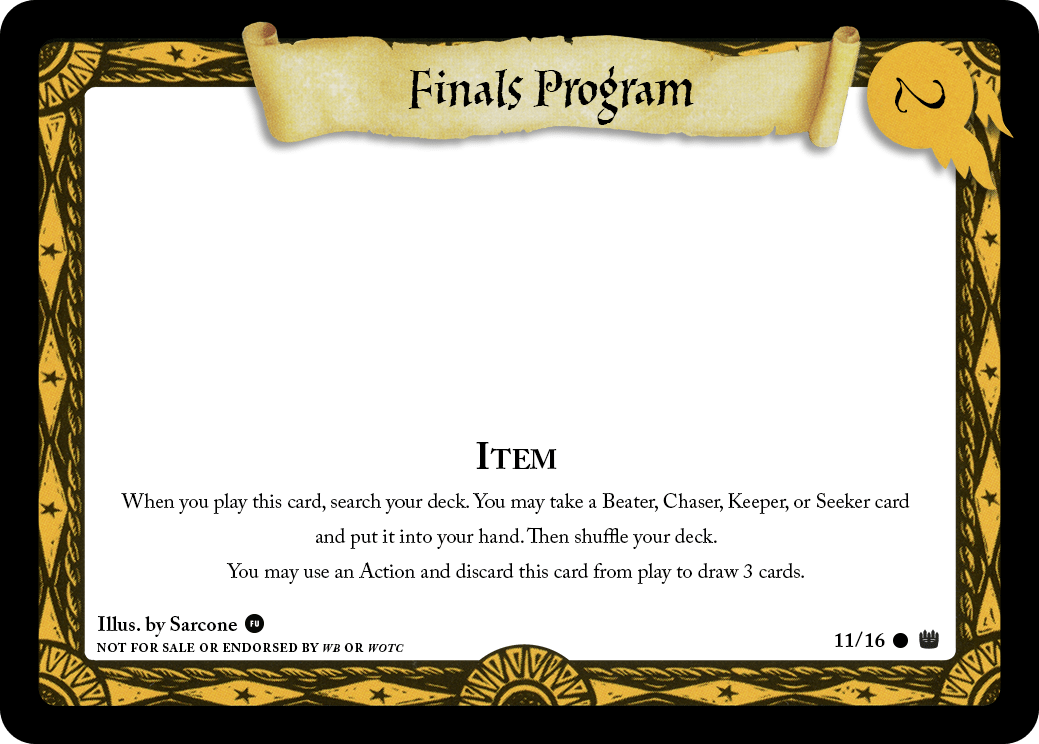 Finals Program
2
Item
When you play this card, search your deck. You may take a Beater, Chaser, Keeper, or Seeker card
and put it into your hand. Then shuffle your deck.
You may use an Action and discard this card from play to draw 3 cards.
Illus. by Sarcone FU
11/16
NOT FOR SALE OR ENDORSED BY WB OR WOTC